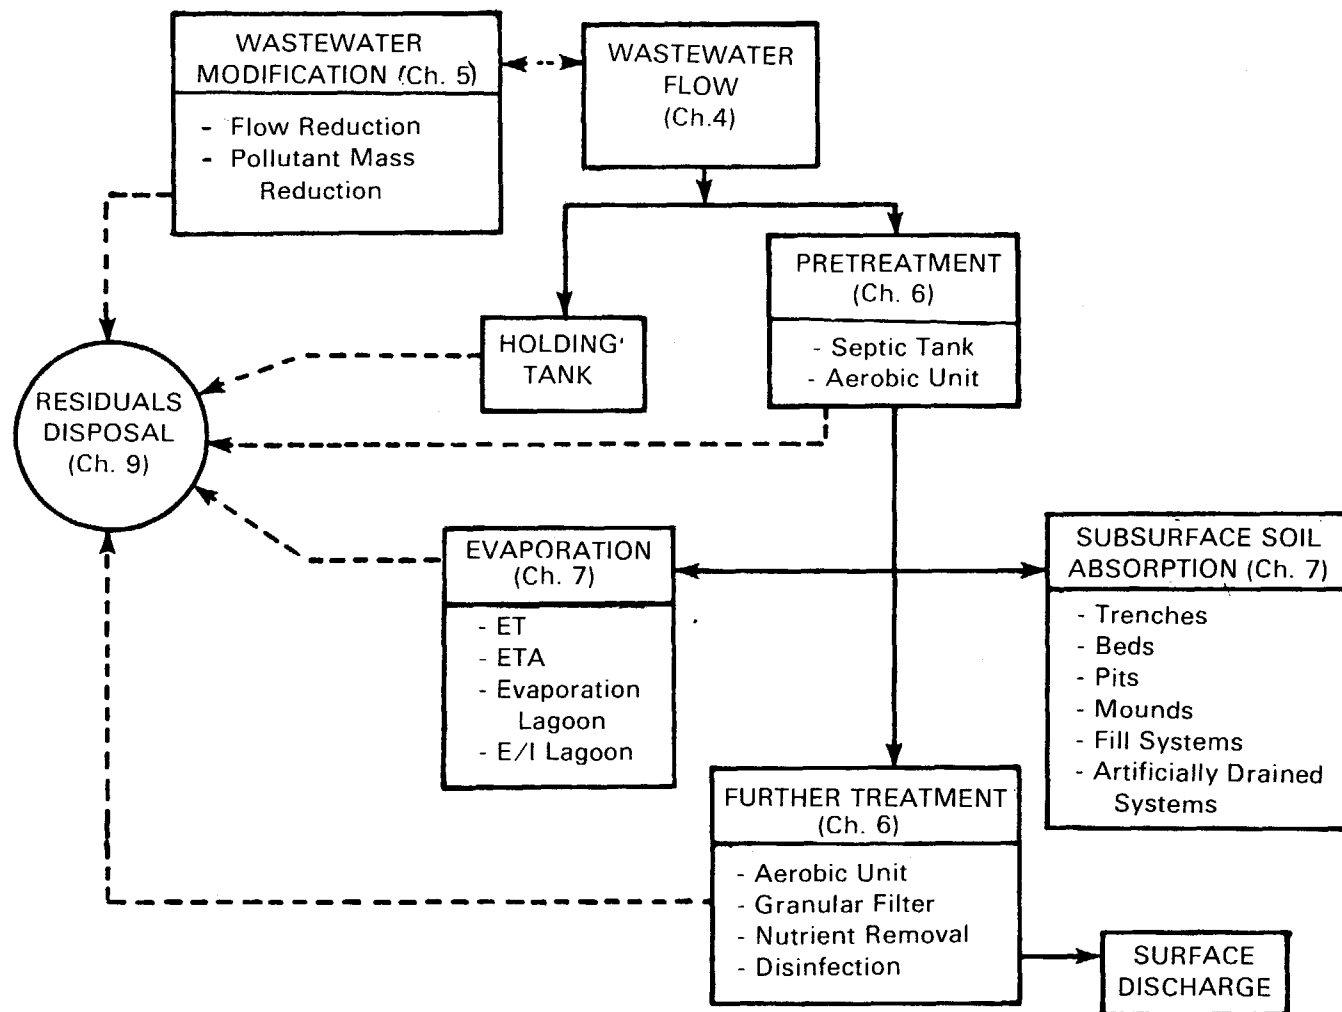 WASTEWATER
MODIFICATION (Ch. 5)
- Flow Reduction
- Pollutant Mass
Reduction
WASTEWATER
FLOW
(Ch.4)
PRETREATMENT
(Ch. 6)
- Septic Tank
- Aerobic Unit
HOLDING
TANK
RESIDUALS
DISPOSAL
(Ch. 9)
EVAPORATION
(Ch. 7)
- ET
- ETA
- Evaporation
Lagoon
- E/I Lagoon
SUBSURFACE SOIL
ABSORPTION (Ch. 7)
- Trenches
- Beds
- Pits
- Mounds
- Fill Systems
- Artificially Drained
Systems
FURTHER TREATMENT
(Ch. 6)
- Aerobic Unit
- Granular Filter
- Nutrient Removal
- Disinfection
SURFACE
DISCHARGE